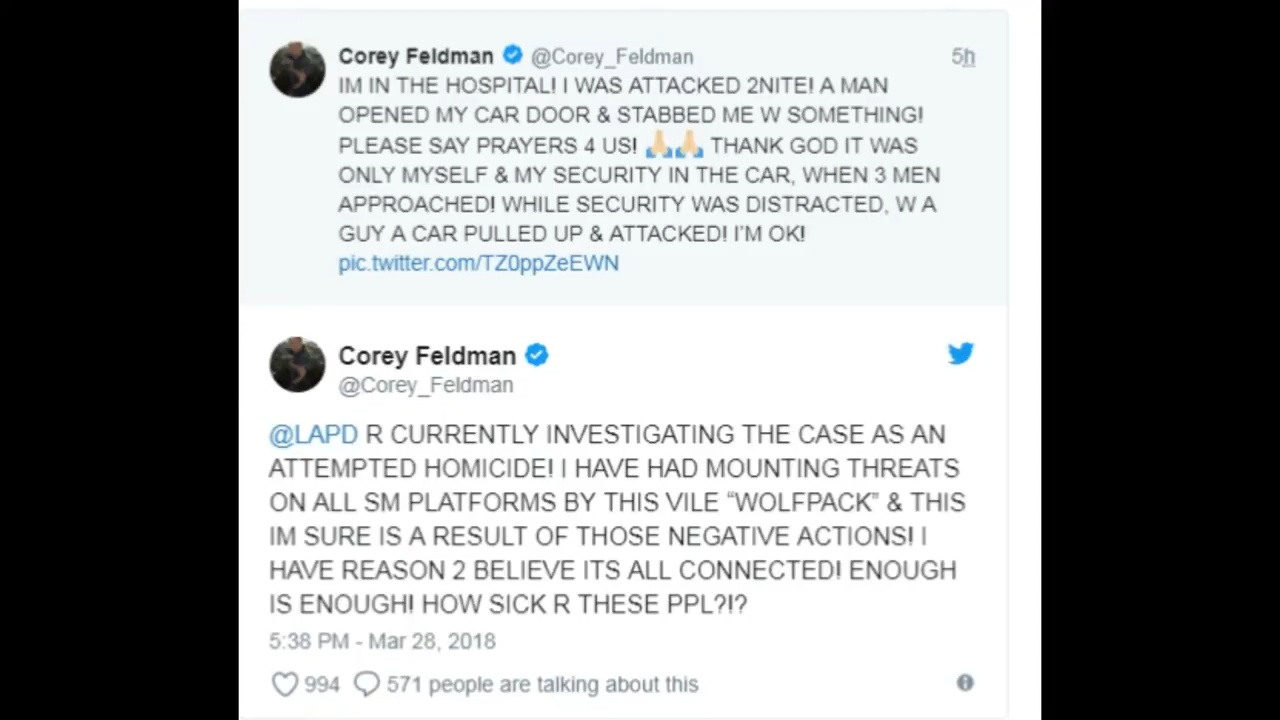 Corey Feldman @Corey_Feldman 5h
IM IN THE HOSPITAL! I WAS ATTACKED 2NITE! A MAN
OPENED MY CAR DOOR & STABBED ME W SOMETHING!
PLEASE SAY PRAYERS 4 US! 🙏🙏 THANK GOD IT WAS
ONLY MYSELF & MY SECURITY IN THE CAR, WHEN 3 MEN
APPROACHED! WHILE SECURITY WAS DISTRACTED, W A
GUY A CAR PULLED UP & ATTACKED! I'M OK!
pic.twitter.com/TZ0ppZeEWN
Corey Feldman
@Corey_Feldman
@LAPD R CURRENTLY INVESTIGATING THE CASE AS AN
ATTEMPTED HOMICIDE! I HAVE HAD MOUNTING THREATS
ON ALL SM PLATFORMS BY THIS VILE “WOLFPACK” & THIS
IM SURE IS A RESULT OF THOSE NEGATIVE ACTIONS! I
HAVE REASON 2 BELIEVE ITS ALL CONNECTED! ENOUGH
IS ENOUGH! HOW SICK R THESE PPL?!?
5:38 PM - Mar 28, 2018
994 571 people are talking about this